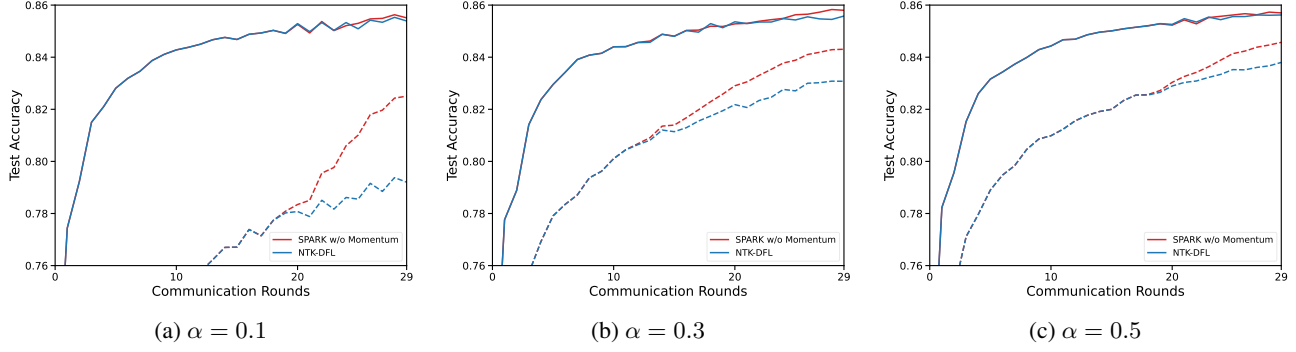 Test Accuracy
0.86
0.84
0.82
0.80
0.78
0.76
0 10 20 29
Communication Rounds
SPARK w/o Momentum
NTK-DFL
(a) α = 0.1
Test Accuracy
0.86
0.84
0.82
0.80
0.78
0.76
0 10 20 29
Communication Rounds
SPARK w/o Momentum
NTK-DFL
(b) α = 0.3
Test Accuracy
0.86
0.84
0.82
0.80
0.78
0.76
0 10 20 29
Communication Rounds
SPARK w/o Momentum
NTK-DFL
(c) α = 0.5